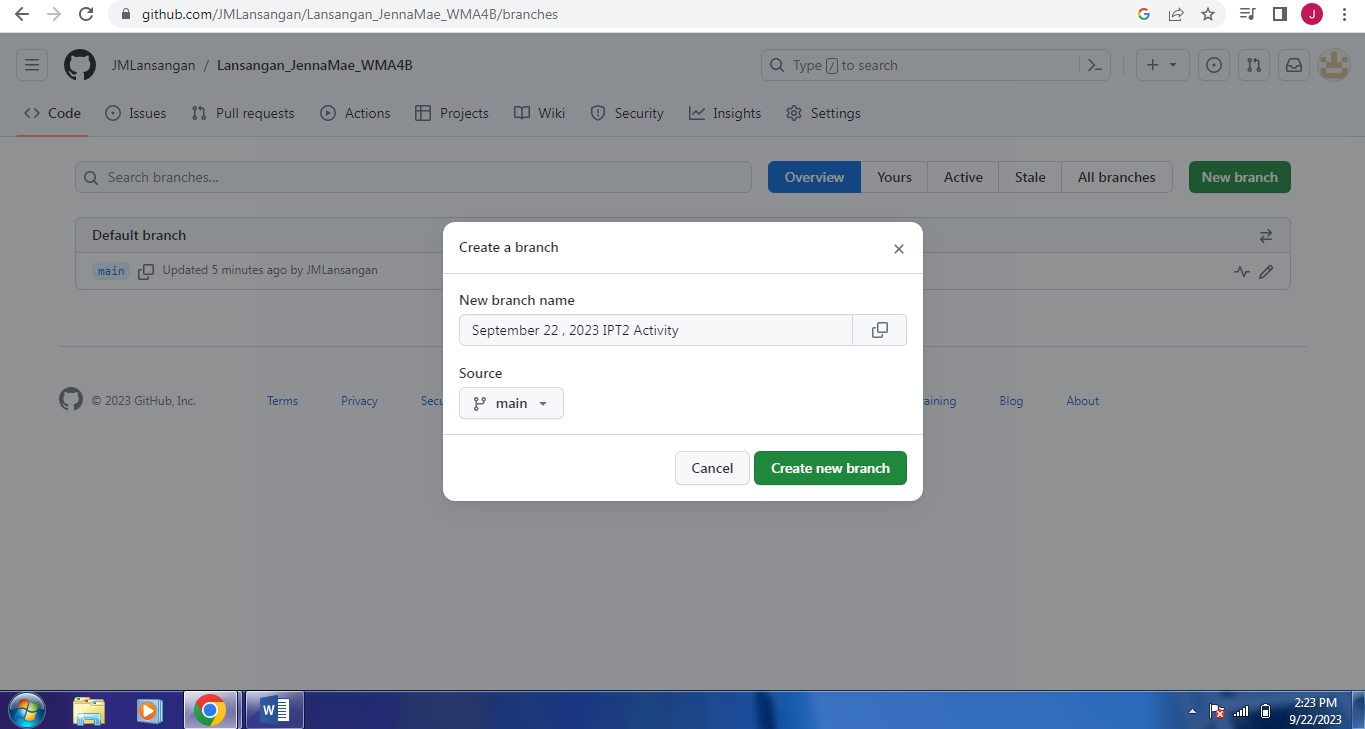 github.com/JMLansangan/Lansangan_JennaMae_WMA4B/branches
J
JMLansangan / Lansangan_JennaMae_WMA4B
Type / to search
Code Issues Pull requests Actions Projects Wiki Security Insights Settings
Search branches...
Overview Yours Active Stale All branches New branch
Default branch
main Updated 5 minutes ago by JMLansangan
Create a branch
New branch name
September 22 , 2023 IPT2 Activity
Source
main
Cancel Create new branch
© 2023 GitHub, Inc. Terms Privacy Secu raining Blog About
W
2:23 PM
9/22/2023